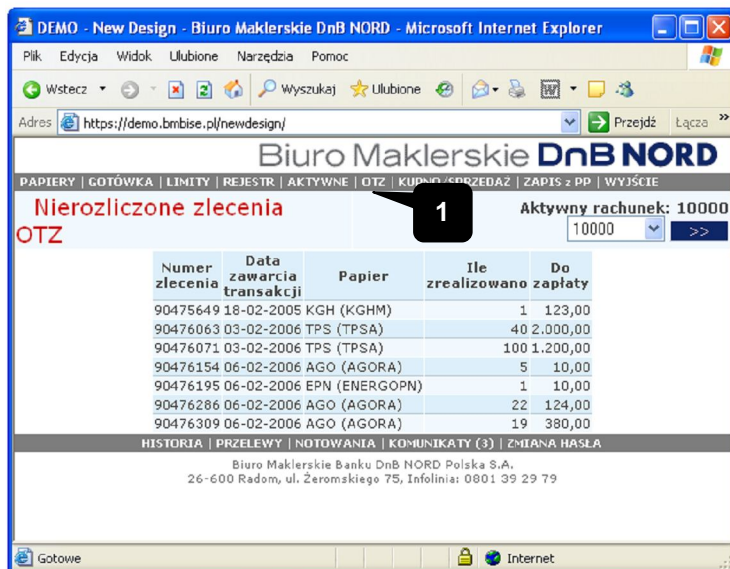 DEMO - New Design - Biuro Maklerskie DnB NORD - Microsoft Internet Explorer
Plik Edycja Widok Ulubione Narzędzia Pomoc
Wstecz Wyszukaj Ulubione
Adres https://demo.bmbise.pl/newdesign/ Przejdź Łącza »
Biuro Maklerskie DnB NORD
PAPIERY | GOTÓWKA | LIMITY | REJESTR | AKTYWNE | OTZ | KUPNO/SPRZEDAŻ | ZAPIS z PP | WYJŚCIE
1
Nierozliczone zlecenia OTZ
Aktywny rachunek: 10000
10000 >>
Numer zlecenia Data zawarcia transakcji Papier Ile zrealizowano Do zapłaty
90475649 18-02-2005 KGH (KGHM) 1 123,00
90476063 03-02-2006 TPS (TPSA) 40 2.000,00
90476071 03-02-2006 TPS (TPSA) 100 1.200,00
90476154 06-02-2006 AGO (AGORA) 5 10,00
90476195 06-02-2006 EPN (ENERGOPN) 1 10,00
90476286 06-02-2006 AGO (AGORA) 22 124,00
90476309 06-02-2006 AGO (AGORA) 19 380,00
HISTORIA | PRZELEWY | NOTOWANIA | KOMUNIKATY (3) | ZMIANA HASŁA
Biuro Maklerskie Banku DnB NORD Polska S.A.
26-600 Radom, ul. Żeromskiego 75, Infolinia: 0801 39 29 79
Gotowe Internet